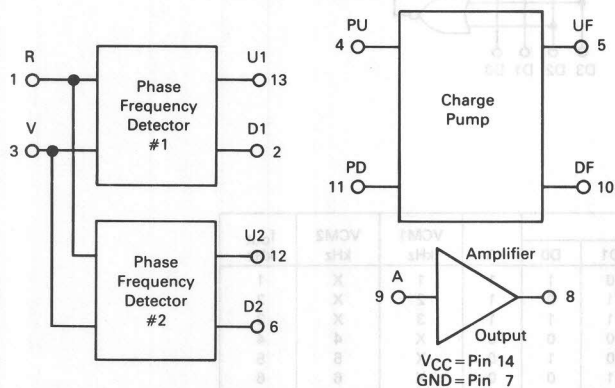 R
1
V
3
Phase
Frequency
Detector
#1
U1
13
D1
2
Phase
Frequency
Detector
#2
U2
12
D2
6
PU
4
PD
11
Charge
Pump
UF
5
DF
10
Amplifier
A
9
8
Output
VCC=Pin 14
GND=Pin 7